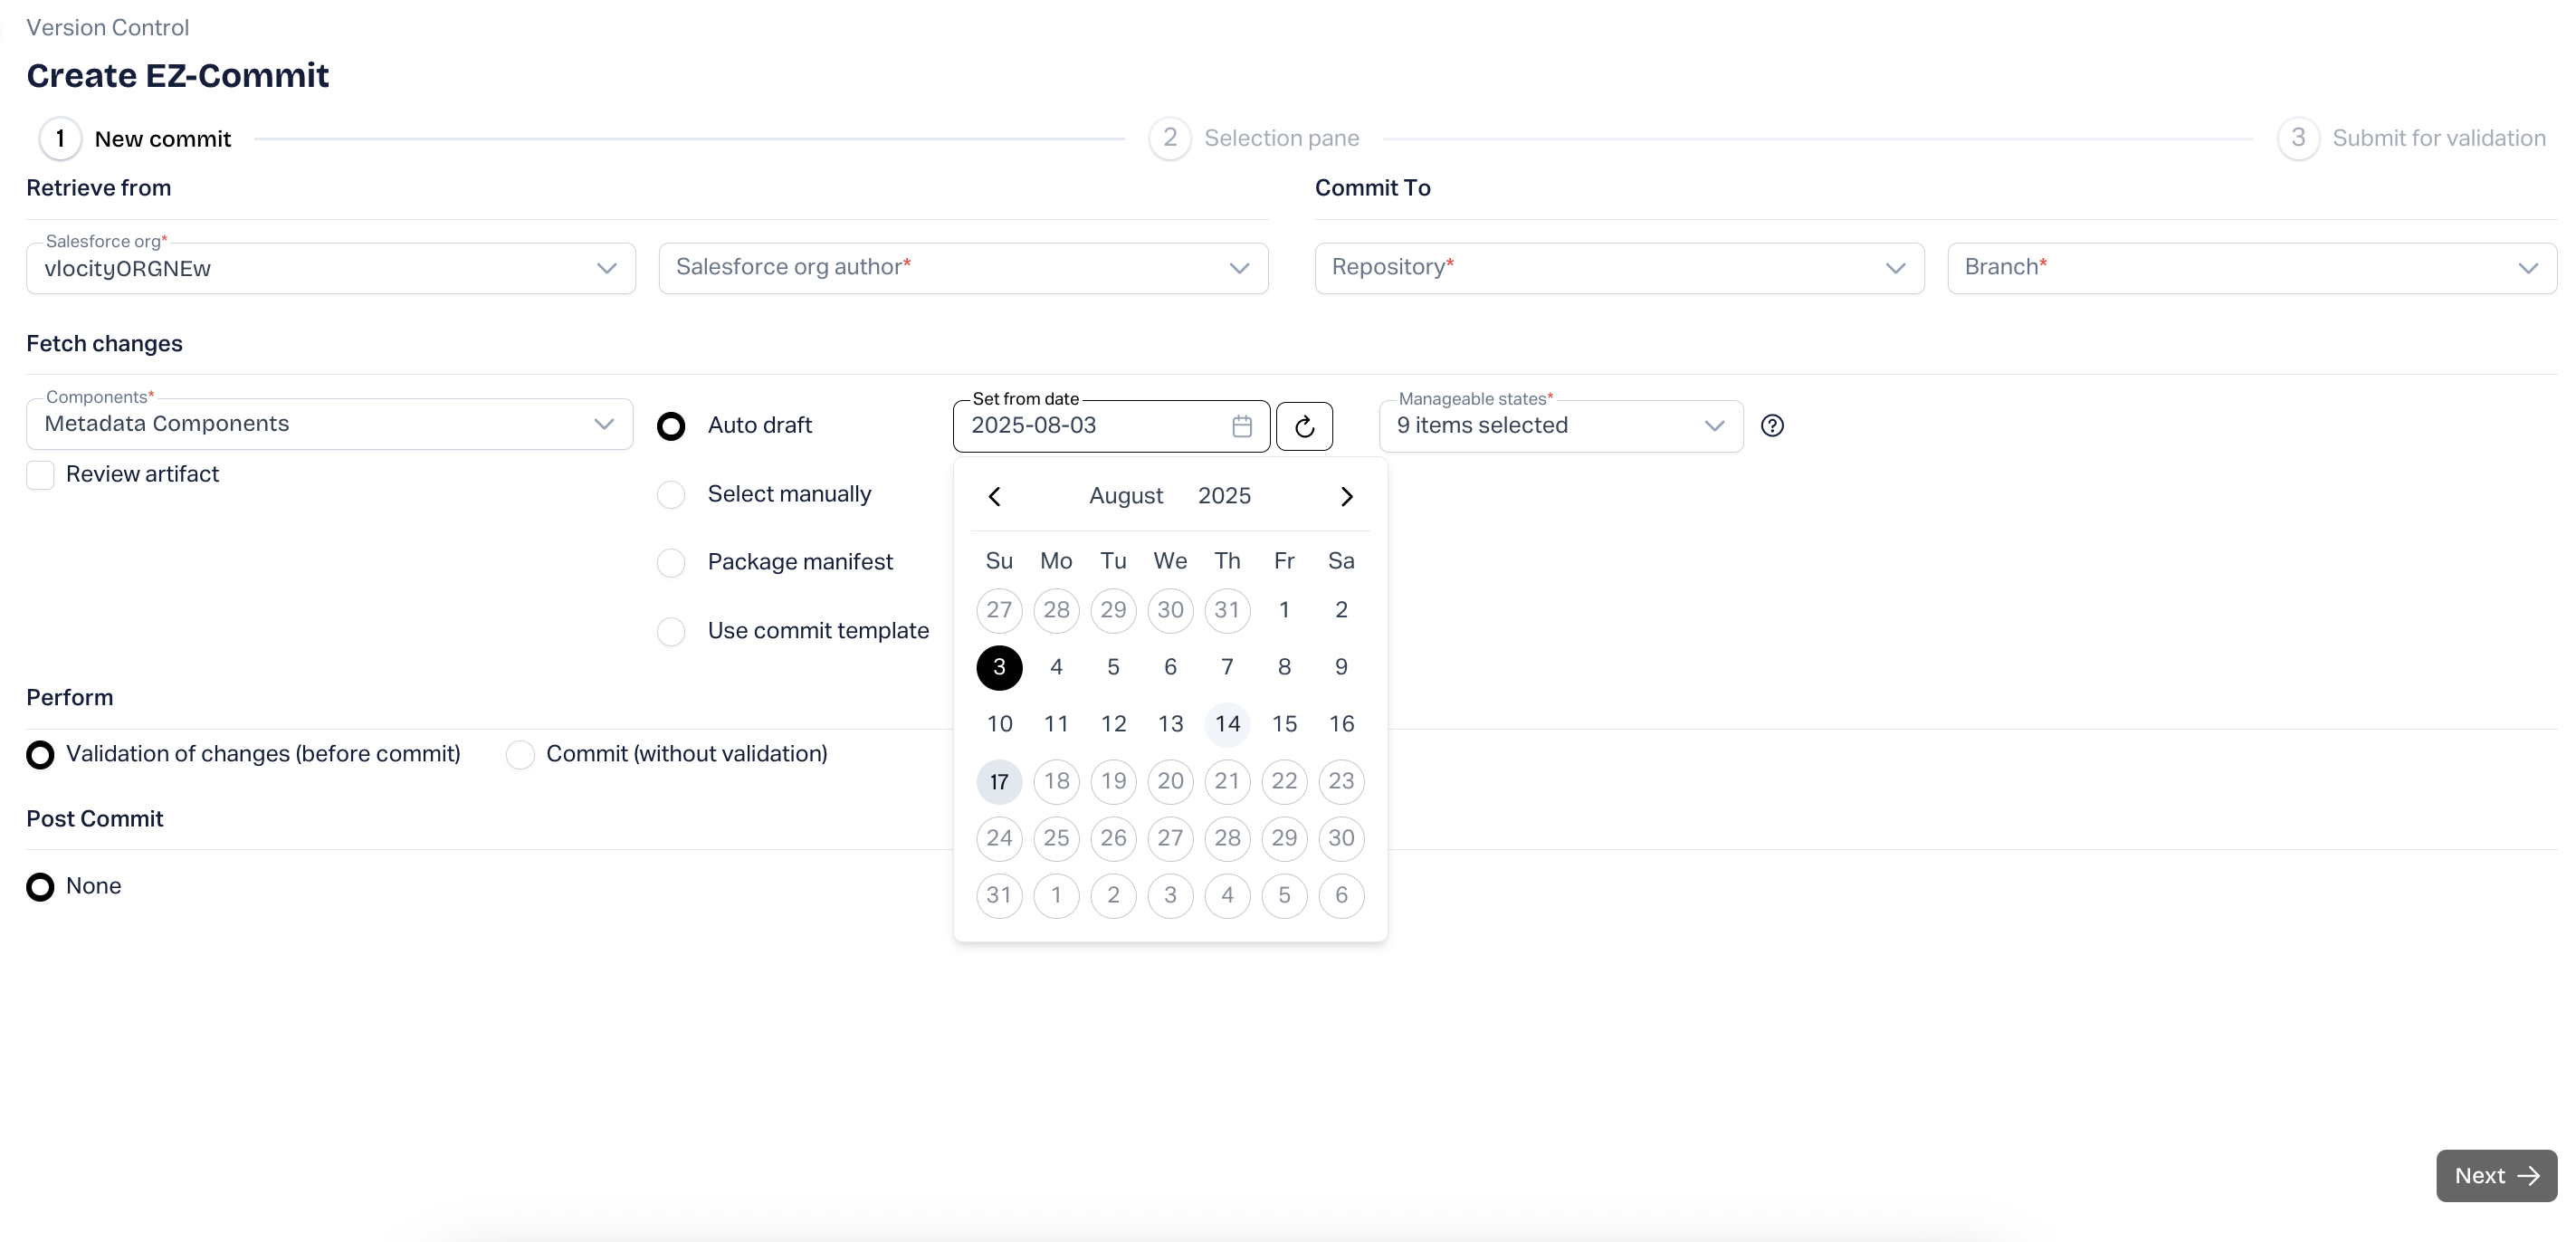 Version Control
Create EZ-Commit
1 New commit 2 Selection pane 3 Submit for validation
Retrieve from Commit To
Salesforce org*
vlocityORGNEw Salesforce org author* Repository* Branch*
Fetch changes
Components* Set from date Manageable states*
Metadata Components Auto draft 2025-08-03 9 items selected
Review artifact
Select manually
Package manifest
Use commit template
August 2025
Su Mo Tu We Th Fr Sa
27 28 29 30 31 1 2
3 4 5 6 7 8 9
10 11 12 13 14 15 16
17 18 19 20 21 22 23
24 25 26 27 28 29 30
31 1 2 3 4 5 6
Perform
Validation of changes (before commit) Commit (without validation)
Post Commit
None
Next